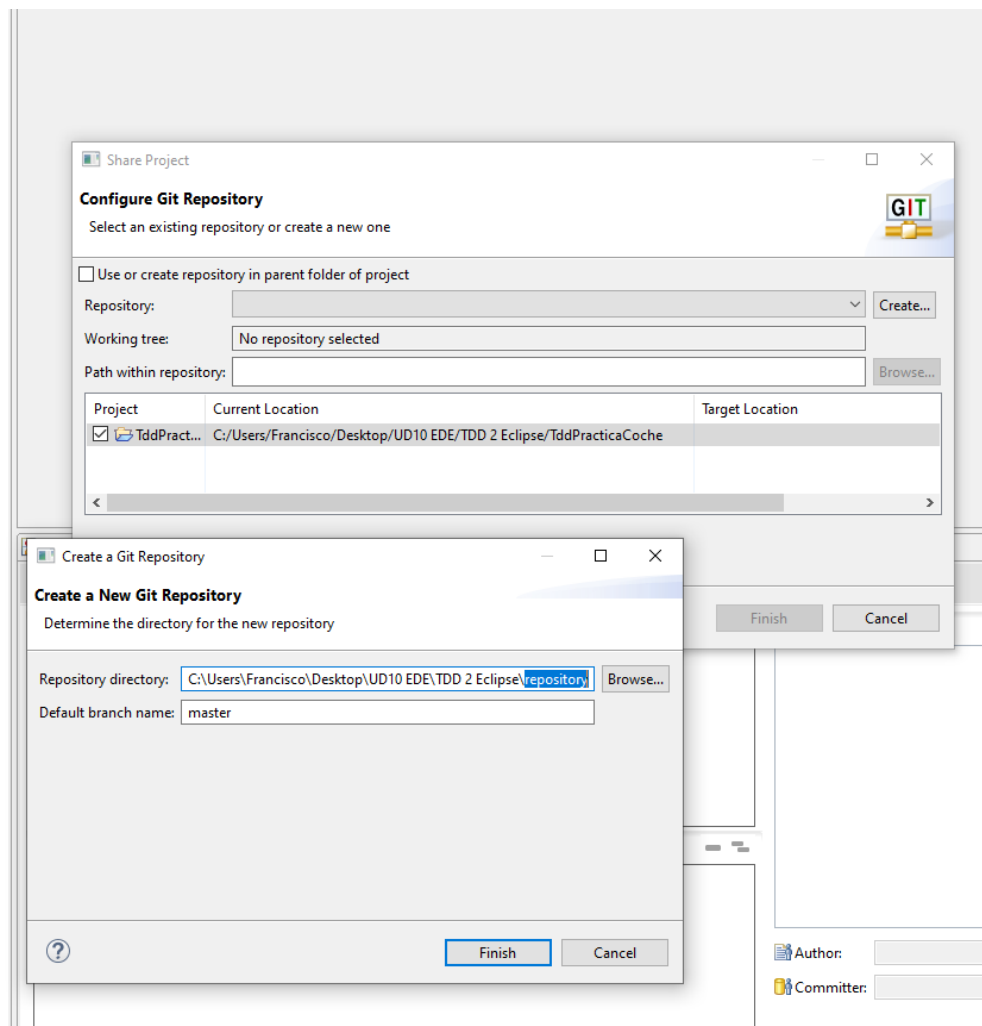 Share Project
Configure Git Repository
Select an existing repository or create a new one
GIT
Use or create repository in parent folder of project
Repository: Create...
Working tree: No repository selected
Path within repository: Browse...
Project Current Location Target Location
TddPract... C:/Users/Francisco/Desktop/UD10 EDE/TDD 2 Eclipse/TddPracticaCoche
Finish Cancel
Create a Git Repository
Create a New Git Repository
Determine the directory for the new repository
Repository directory: C:\Users\Francisco\Desktop\UD10 EDE\TDD 2 Eclipse\repository Browse...
Default branch name: master
Finish Cancel
Author:
Committer: